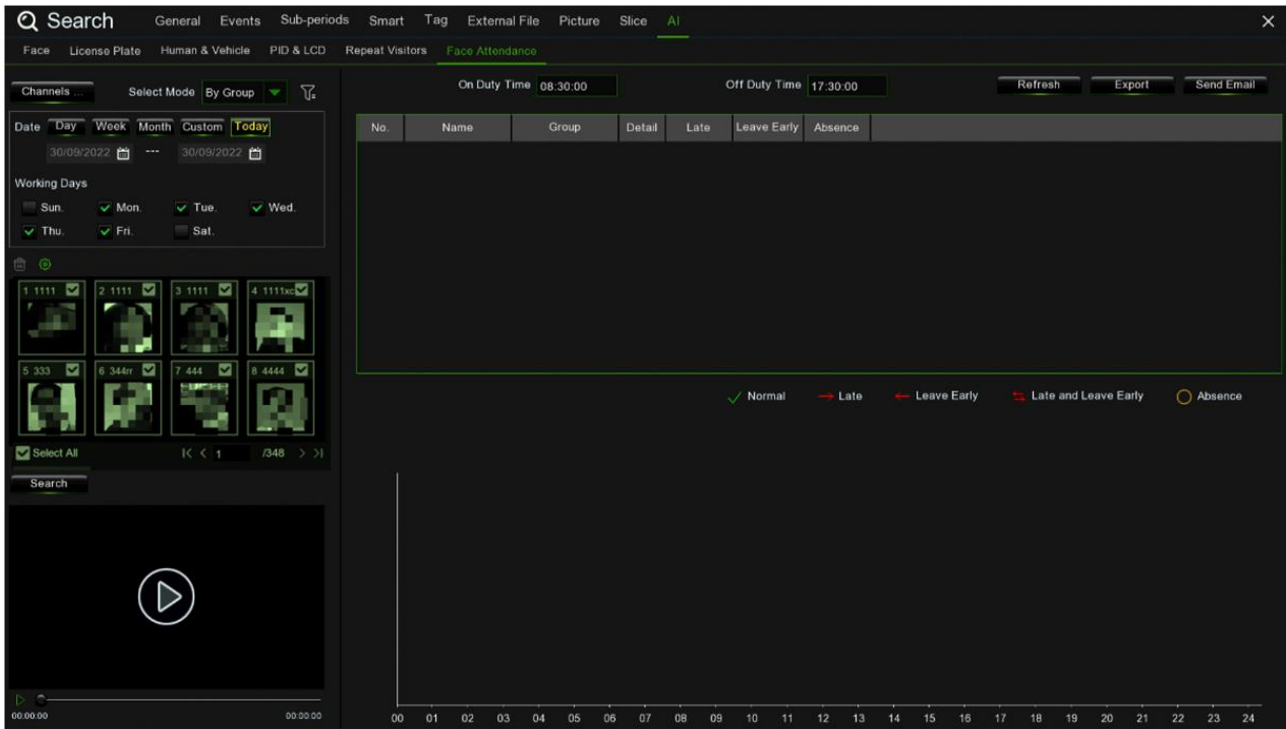 Search General Events Sub-periods Smart Tag External File Picture Slice AI
Face License Plate Human & Vehicle PID & LCD Repeat Visitors Face Attendance
Channels ... Select Mode By Group
On Duty Time 08:30:00 Off Duty Time 17:30:00 Refresh Export Send Email
Date Day Week Month Custom Today
30/09/2022 --- 30/09/2022
No. Name Group Detail Late Leave Early Absence
Working Days
Sun. Mon. Tue. Wed.
Thu. Fri. Sat.
1 1111 2 1111 3 1111 4 1111xc
5 333 6 344rr 7 444 8 4444
Normal Late Leave Early Late and Leave Early Absence
Select All 1 /348
Search
00:00:00 00:00:00
00 01 02 03 04 05 06 07 08 09 10 11 12 13 14 15 16 17 18 19 20 21 22 23 24